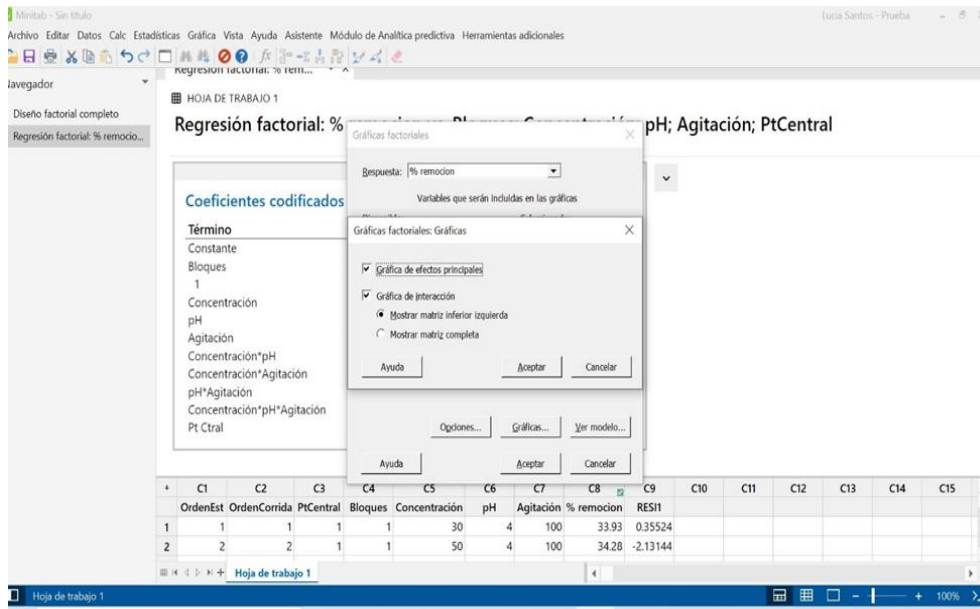 Minitab - Sin título
Lucia Santos - Prueba
Archivo Editar Datos Calc Estadísticas Gráfica Vista Ayuda Asistente Módulo de Analítica predictiva Herramientas adicionales
Navegador
Regresión factorial: % rem...
Diseño factorial completo
Regresión factorial: % remocio...
HOJA DE TRABAJO 1
Regresión factorial: %
pH; Agitación; PtCentral
Coeficientes codificados
Término
Constante
Bloques
1
Concentración
pH
Agitación
Concentración*pH
Concentración*Agitación
pH*Agitación
Concentración*pH*Agitación
Pt Ctral
Gráficas factoriales
Respuesta: % remocion
Variables que serán incluidas en las gráficas
Gráficas factoriales: Gráficas
Gráfica de efectos principales
Gráfica de interacción
Mostrar matriz inferior izquierda
Mostrar matriz completa
Ayuda Aceptar Cancelar
Opciones... Gráficas... Ver modelo...
Ayuda Aceptar Cancelar
C1 C2 C3 C4 C5 C6 C7 C8 C9 C10 C11 C12 C13 C14 C15
OrdenEst OrdenCorrida PtCentral Bloques Concentración pH Agitación % remocion RESI1
1 1 1 1 1 30 4 100 33.93 0.35524
2 2 2 1 1 50 4 100 34.28 -2.13144
Hoja de trabajo 1
Hoja de trabajo 1
100%